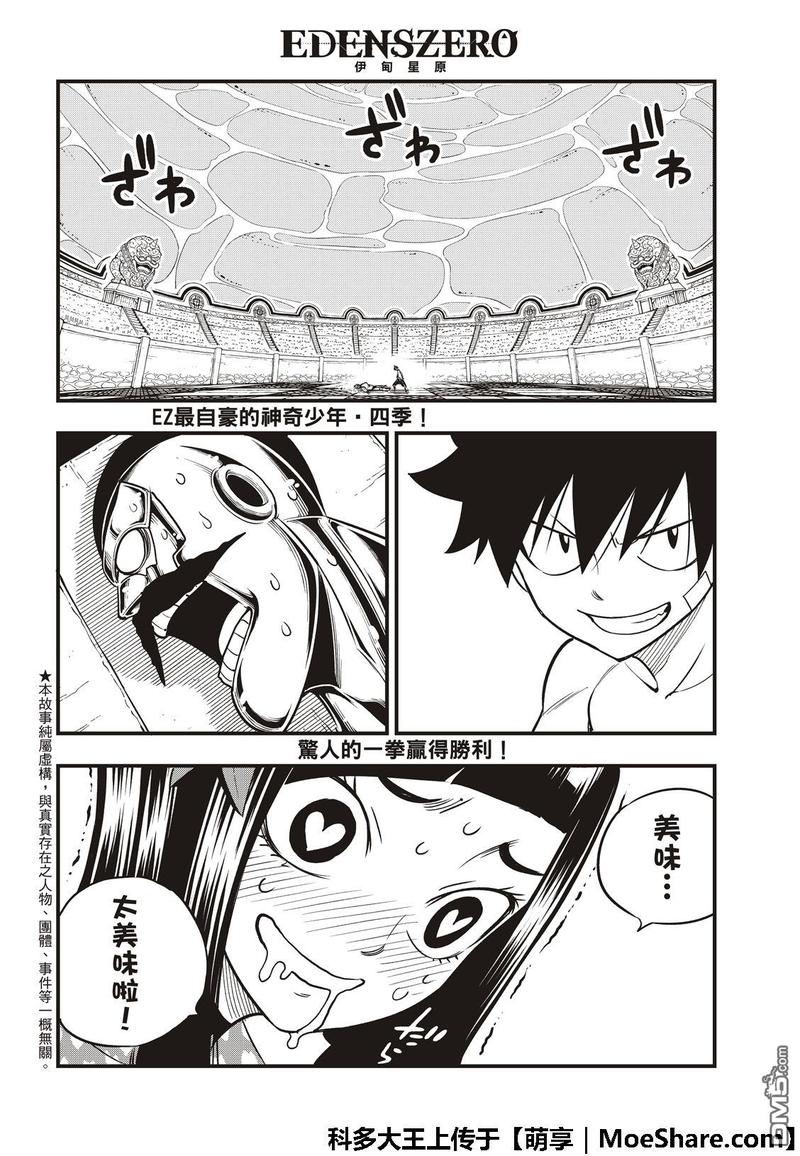 EDENSZERO
伊甸星原
ざわ
ざわ
ざわ
EZ最自豪的神奇少年・四季！
驚人的一拳贏得勝利！
美味…
太美味啦！
★本故事純屬虛構，與真實存在之人物、團體、事件等一概無關。
DM5.com
科多大王上传于【萌享｜MoeShare.com】